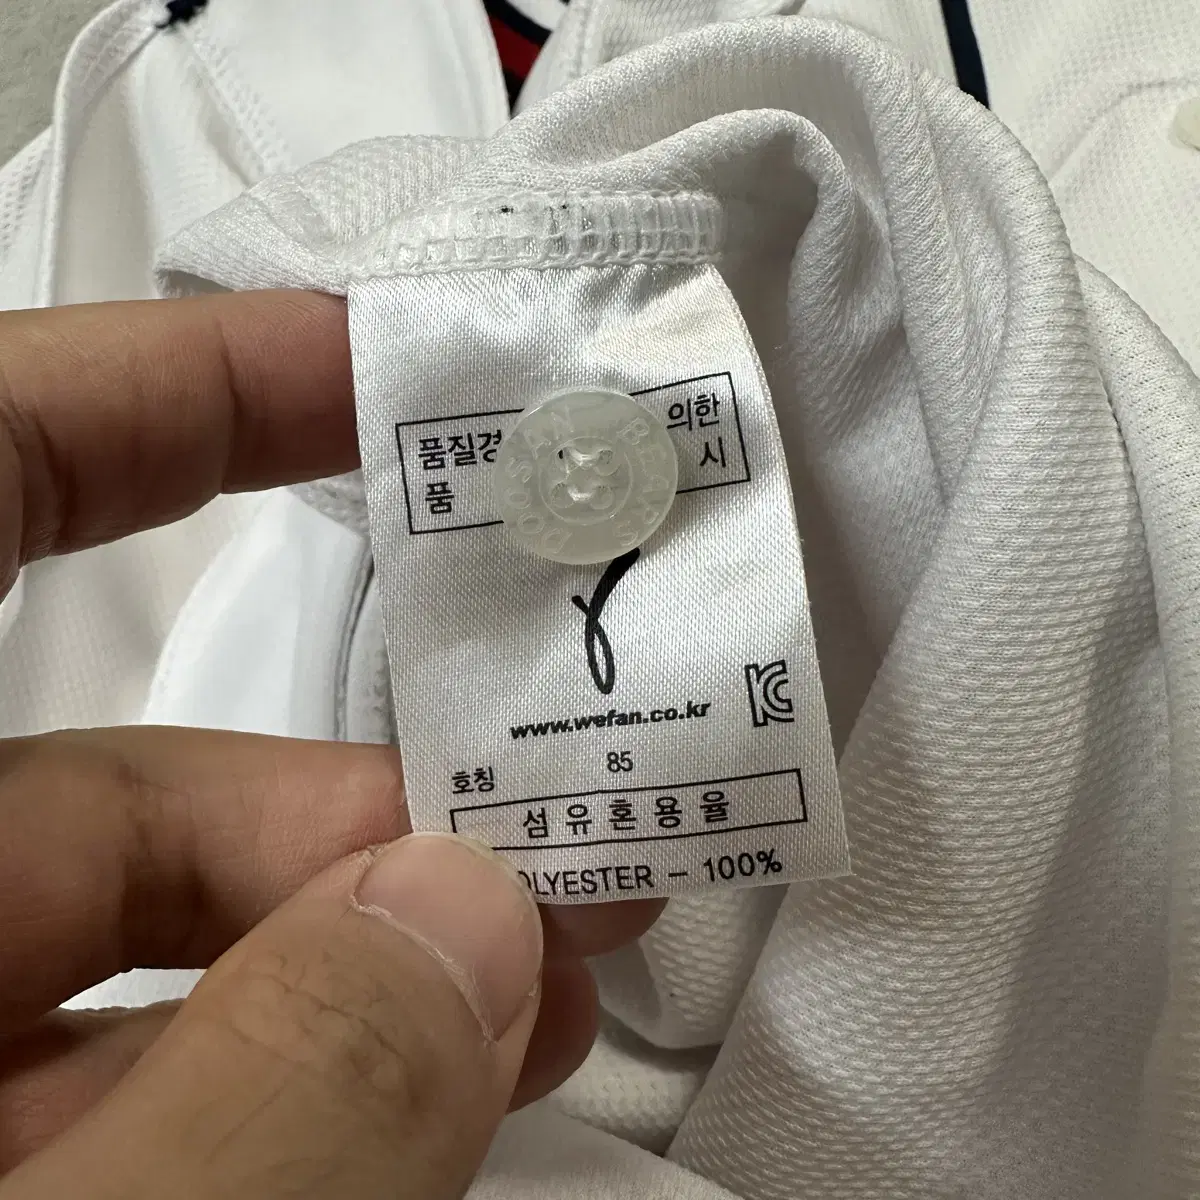 품질경 의한
품 시
DOOSAN BEARS
www.wefan.co.kr
호칭 85
섬유혼용율
OLYESTER - 100%